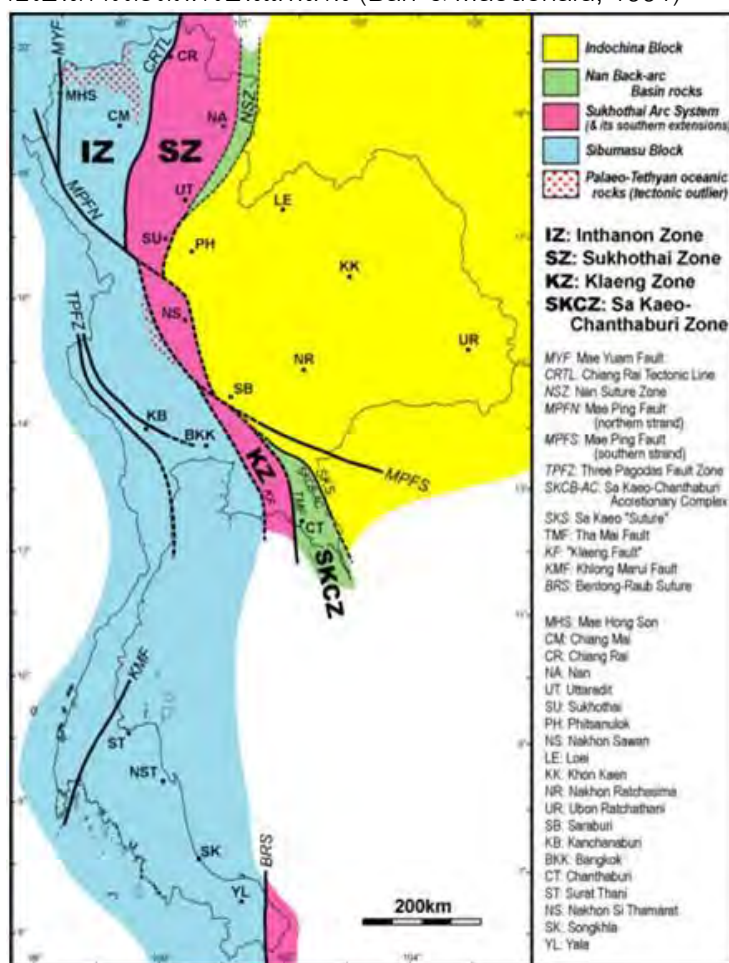 (Barr & Macdonald, 1991)
MYF
CRTL
CR
MHS
CM
NA
NSZ
IZ
SZ
MPFN
UT
LE
SU
PH
KK
TPFZ
NS
UR
NR
SB
KB
BKK
MPFS
KZ
KF
SKS
SKCB-AC
TMF
CT
SKCZ
KMF
ST
NST
SK
BRS
YL
200km
Indochina Block
Nan Back-arc
Basin rocks
Sukhothai Arc System
(& its southern extensions)
Sibumasu Block
Palaeo-Tethyan oceanic
rocks (tectonic outlier)
IZ: Inthanon Zone
SZ: Sukhothai Zone
KZ: Klaeng Zone
SKCZ: Sa Kaeo-
Chanthaburi Zone
MYF: Mae Yuam Fault
CRTL: Chiang Rai Tectonic Line
NSZ: Nan Suture Zone
MPFN: Mae Ping Fault
(northern strand)
MPFS: Mae Ping Fault
(southern strand)
TPFZ: Three Pagodas Fault Zone
SKCB-AC: Sa Kaeo-Chanthaburi
Accretionary Complex
SKS: Sa Kaeo "Suture"
TMF: Tha Mai Fault
KF: "Klaeng Fault"
KMF: Khlong Marui Fault
BRS: Bentong-Raub Suture
MHS: Mae Hong Son
CM: Chiang Mai
CR: Chiang Rai
NA: Nan
UT: Uttaredit
SU: Sukhothai
PH: Phitsanulok
NS: Nakhon Sawan
LE: Loei
KK: Khon Kaen
NR: Nakhon Ratchasima
UR: Ubon Ratchathani
SB: Saraburi
KB: Kanchanaburi
BKK: Bangkok
CT: Chanthaburi
ST: Surat Thani
NS: Nakhon Si Thamarat
SK: Songkhla
YL: Yala